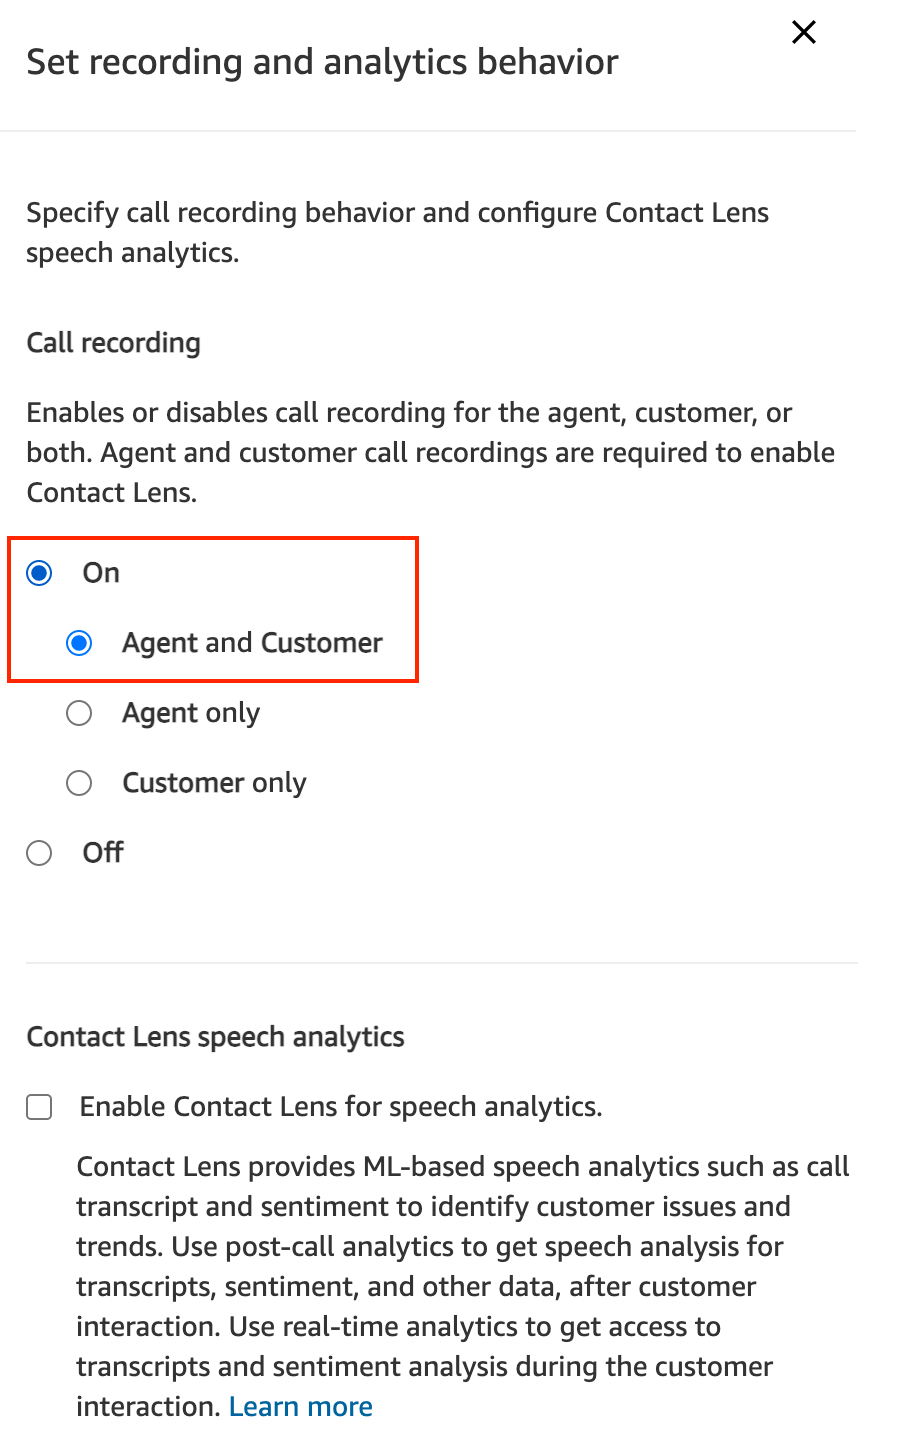 Set recording and analytics behavior
Specify call recording behavior and configure Contact Lens
speech analytics.
Call recording
Enables or disables call recording for the agent, customer, or
both. Agent and customer call recordings are required to enable
Contact Lens.
On
Agent and Customer
Agent only
Customer only
Off
Contact Lens speech analytics
Enable Contact Lens for speech analytics.
Contact Lens provides ML-based speech analytics such as call
transcript and sentiment to identify customer issues and
trends. Use post-call analytics to get speech analysis for
transcripts, sentiment, and other data, after customer
interaction. Use real-time analytics to get access to
transcripts and sentiment analysis during the customer
interaction. Learn more